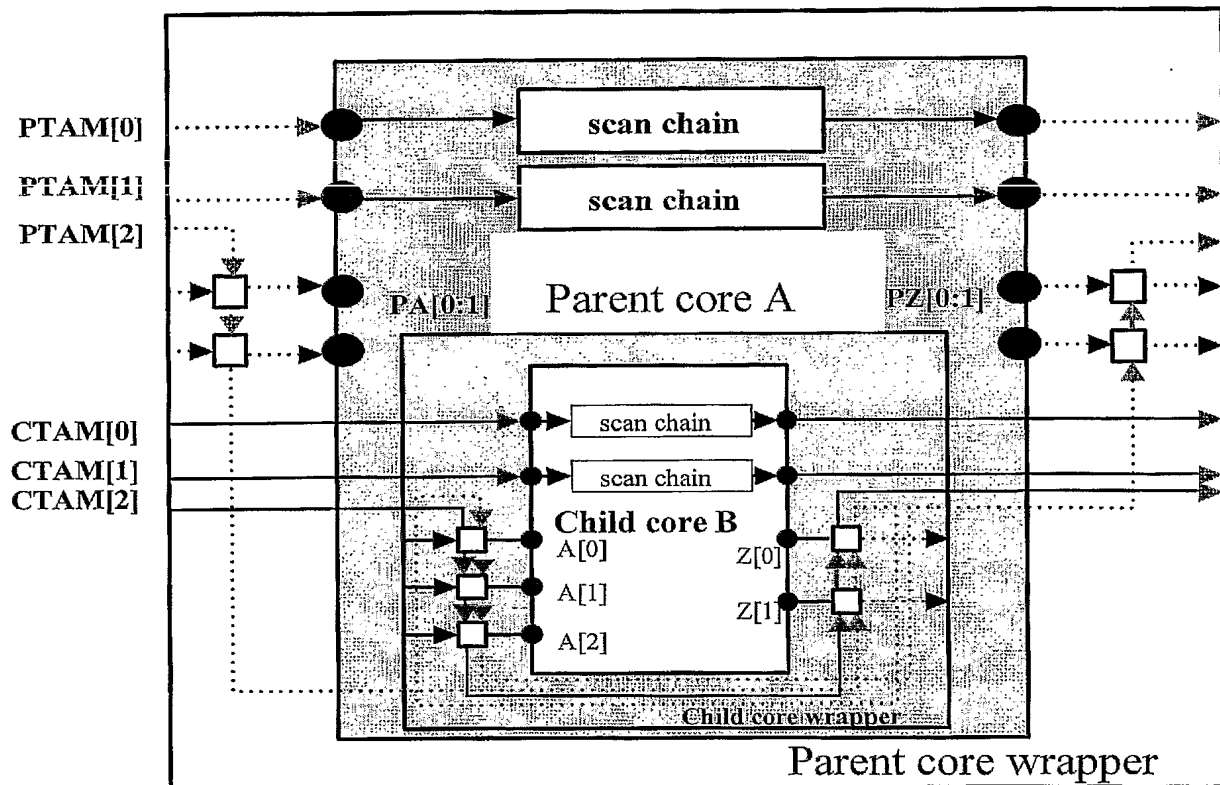 PTAM[0]
scan chain
PTAM[1]
scan chain
PTAM[2]
PA[0:1]
Parent core A
PZ[0:1]
CTAM[0]
scan chain
CTAM[1]
scan chain
CTAM[2]
Child core B
A[0]
Z[0]
A[1]
Z[1]
A[2]
Child core wrapper
Parent core wrapper